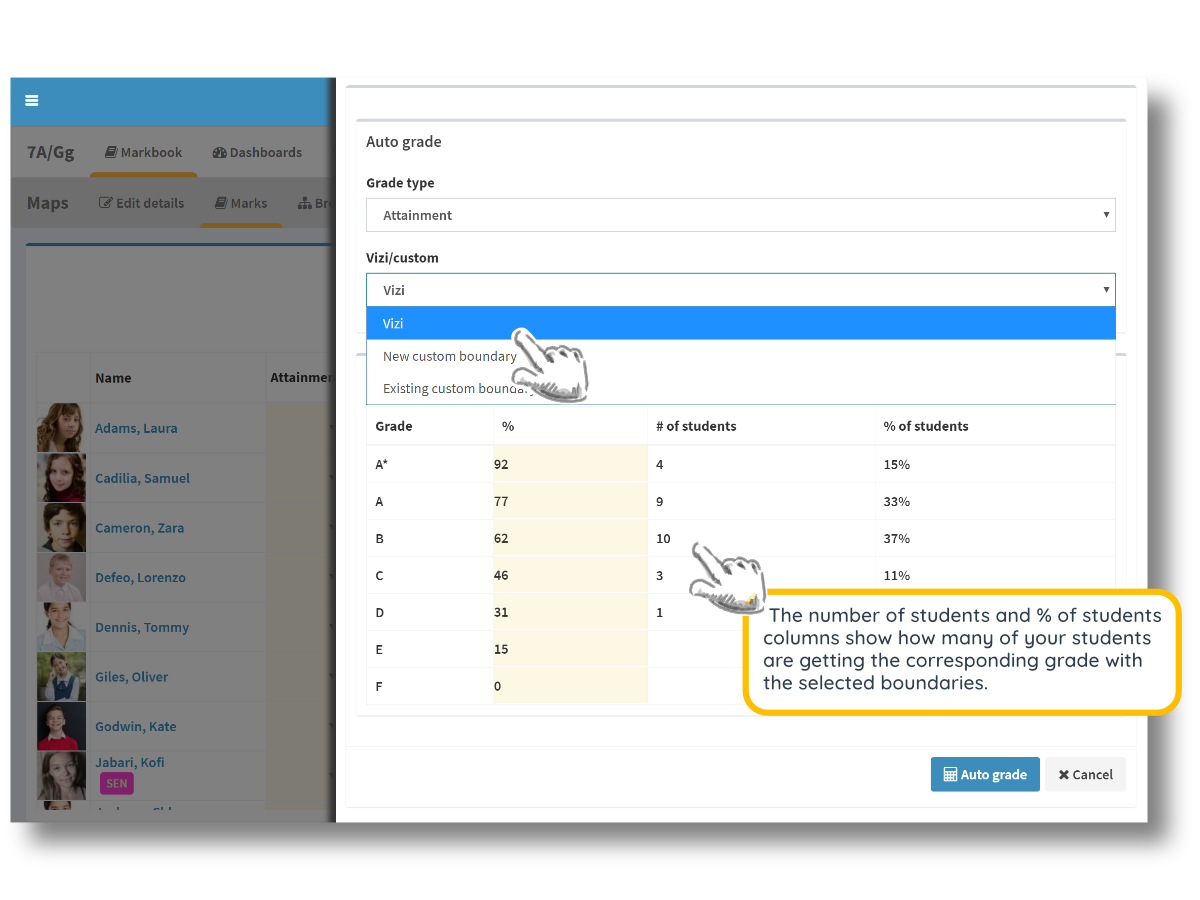 7A/Gg Markbook Dashboards
Maps Edit details Marks
Name
Adams, Laura
Cadilia, Samuel
Cameron, Zara
Defeo, Lorenzo
Dennis, Tommy
Giles, Oliver
Godwin, Kate
Jabari, Kofi
SEN
Auto grade
Grade type
Attainment
Vizi/custom
Vizi
Vizi
New custom boundary
Existing custom
Grade % # of students % of students
A* 92 4 15%
A 77 9 33%
B 62 10 37%
C 46 3 11%
D 31 1
E 15
F 0
The number of students and % of students
columns show how many of your students
are getting the corresponding grade with
the selected boundaries.
Auto grade Cancel